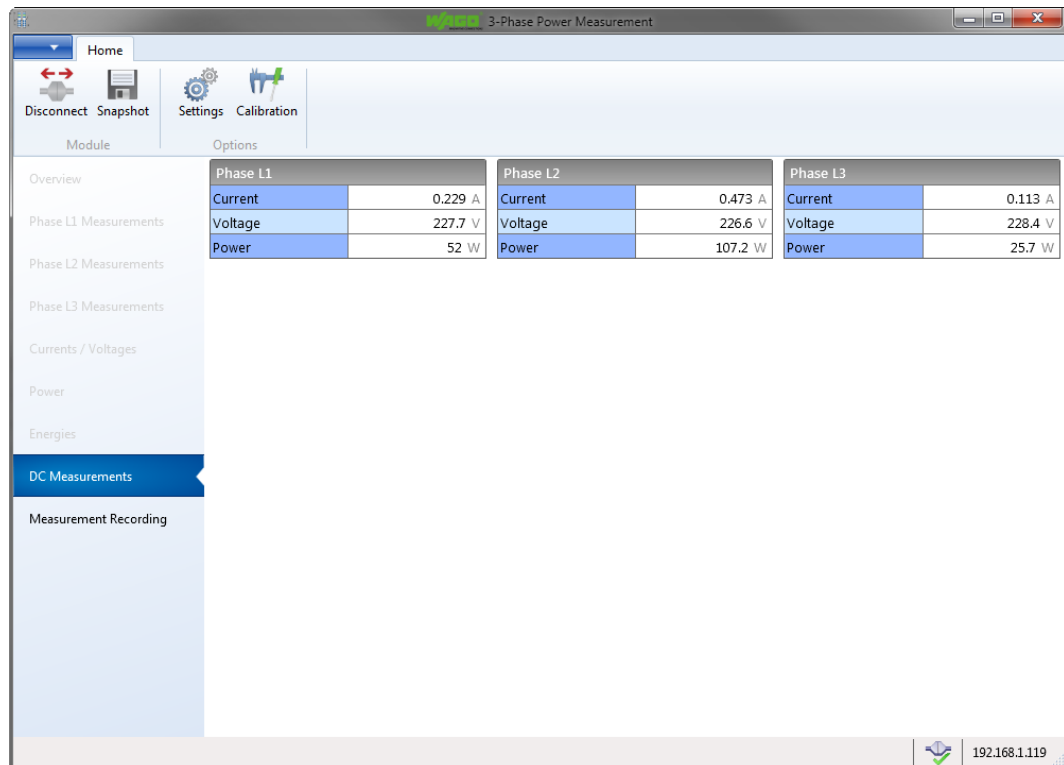 WAGO 3-Phase Power Measurement
Home
Disconnect Snapshot Settings Calibration
Module Options
Overview
Phase L1 Measurements
Phase L2 Measurements
Phase L3 Measurements
Currents / Voltages
Power
Energies
DC Measurements
Measurement Recording
Phase L1
Current 0.229 A
Voltage 227.7 V
Power 52 W
Phase L2
Current 0.473 A
Voltage 226.6 V
Power 107.2 W
Phase L3
Current 0.113 A
Voltage 228.4 V
Power 25.7 W
192.168.1.119